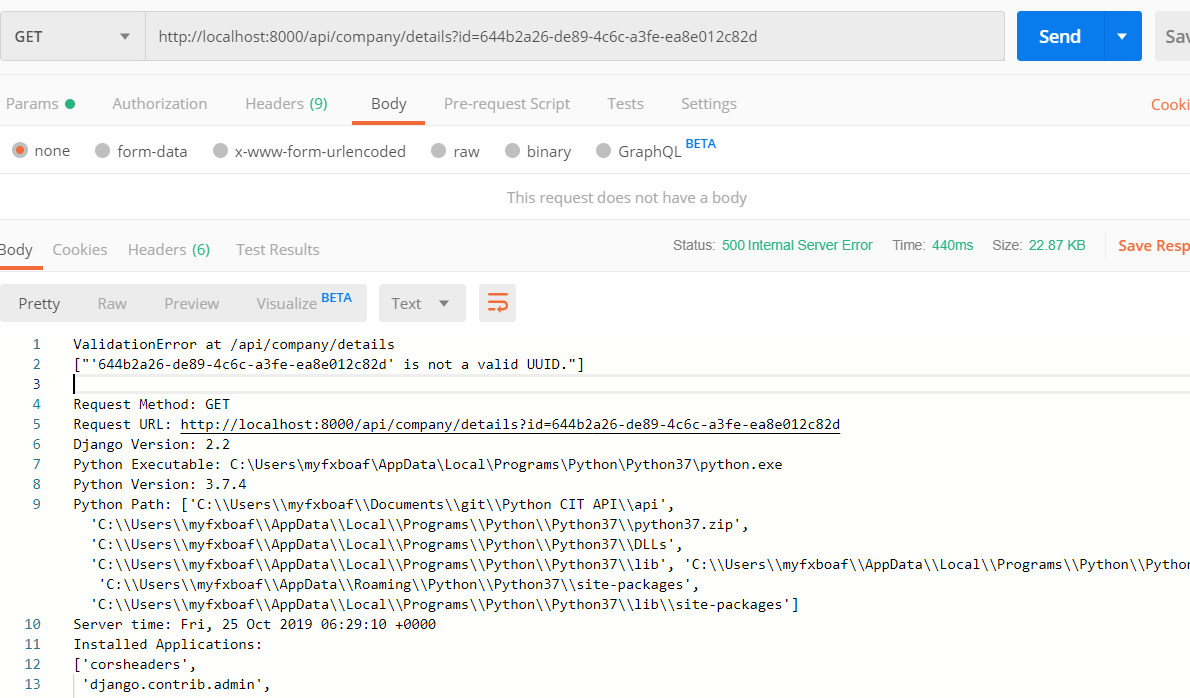 GET http://localhost:8000/api/company/details?id=644b2a26-de89-4c6c-a3fe-ea8e012c82d Send Sav
Params Authorization Headers (9) Body Pre-request Script Tests Settings Cooki
none form-data x-www-form-urlencoded raw binary GraphQL BETA
This request does not have a body
Body Cookies Headers (6) Test Results Status: 500 Internal Server Error Time: 440ms Size: 22.87 KB Save Resp
Pretty Raw Preview Visualize BETA Text
1 ValidationError at /api/company/details
2 ["'644b2a26-de89-4c6c-a3fe-ea8e012c82d' is not a valid UUID."]
3
4 Request Method: GET
5 Request URL: http://localhost:8000/api/company/details?id=644b2a26-de89-4c6c-a3fe-ea8e012c82d
6 Django Version: 2.2
7 Python Executable: C:\Users\myfxboaf\AppData\Local\Programs\Python\Python37\python.exe
8 Python Version: 3.7.4
9 Python Path: ['C:\\Users\\myfxboaf\\Documents\\git\\Python CIT API\\api',
'C:\\Users\\myfxboaf\\AppData\\Local\\Programs\\Python\\Python37\\python37.zip',
'C:\\Users\\myfxboaf\\AppData\\Local\\Programs\\Python\\Python37\\DLLs',
'C:\\Users\\myfxboaf\\AppData\\Local\\Programs\\Python\\Python37\\lib', 'C:\\Users\\myfxboaf\\AppData\\Local\\Programs\\Python\\Python
'C:\\Users\\myfxboaf\\AppData\\Roaming\\Python\\Python37\\site-packages',
'C:\\Users\\myfxboaf\\AppData\\Local\\Programs\\Python\\Python37\\lib\\site-packages']
10 Server time: Fri, 25 Oct 2019 06:29:10 +0000
11 Installed Applications:
12 ['corsheaders',
13 'django.contrib.admin',